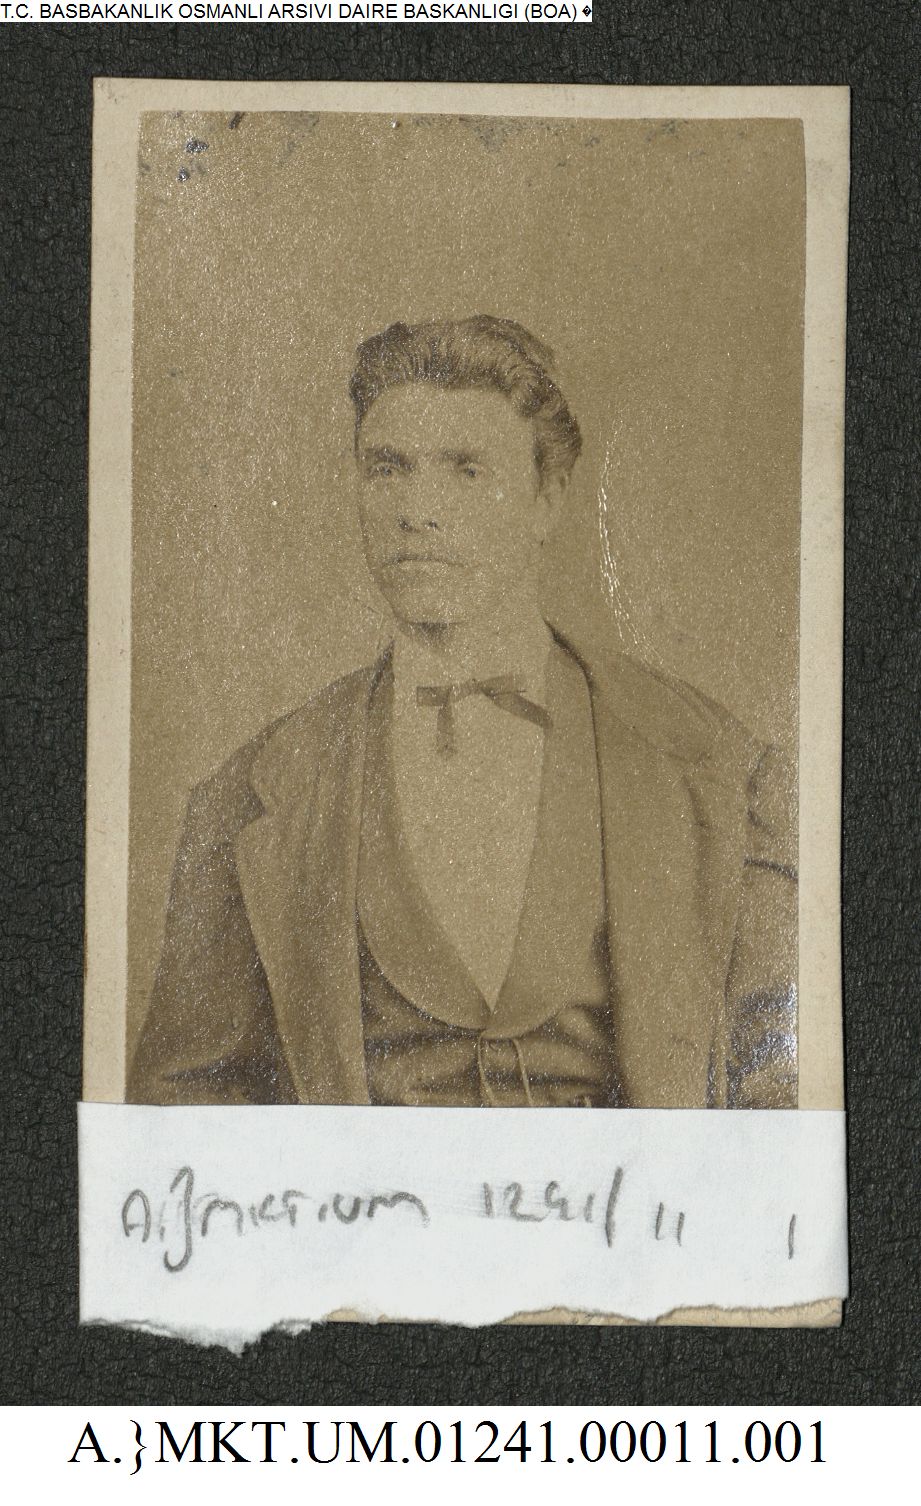 T.C. BASBAKANLIK OSMANLI ARSIVI DAIRE BASKANLIGI (BOA) �
A.}MKT.UM 1241/11 1
A.}MKT.UM.01241.00011.001